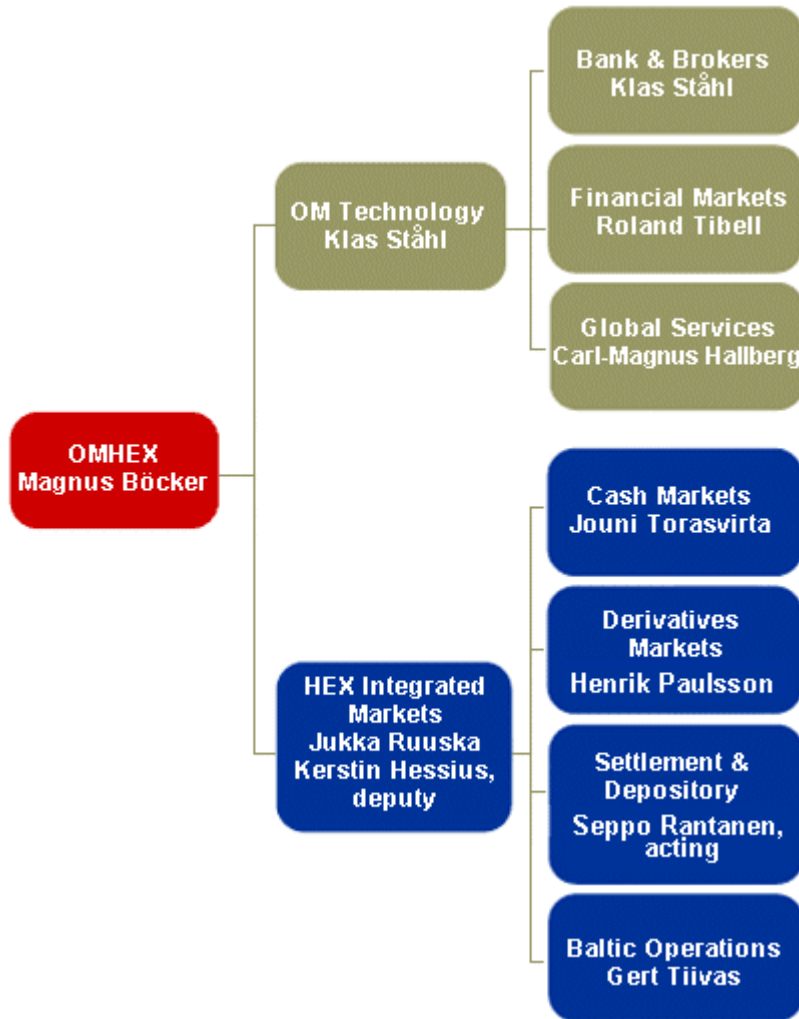 Bank & Brokers
Klas Ståhl
OM Technology
Klas Ståhl
Financial Markets
Roland Tibell
Global Services
Carl-Magnus Hallberg
OMHEX
Magnus Böcker
Cash Markets
Jouni Torasvirta
Derivatives
Markets
Henrik Paulsson
HEX Integrated
Markets
Jukka Ruuska
Kerstin Hessius,
deputy
Settlement &
Depository
Seppo Rantanen,
acting
Baltic Operations
Gert Tiivas